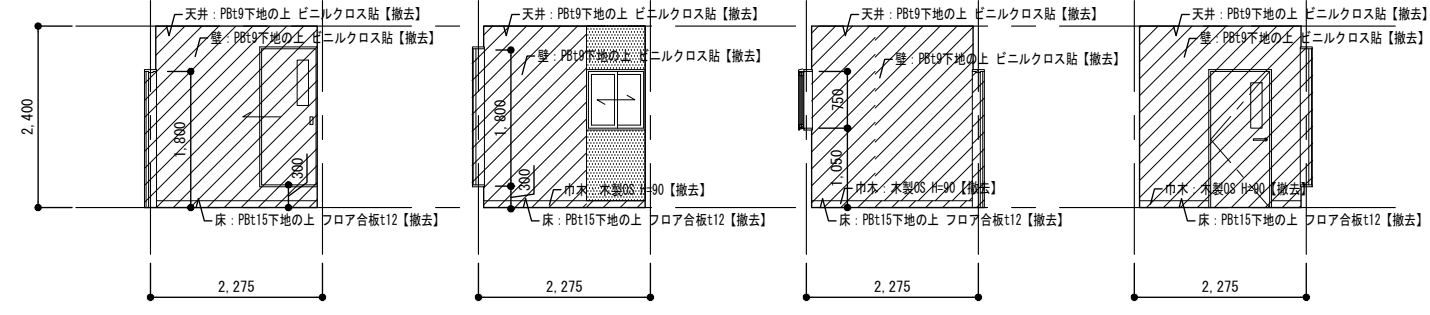 天井：PBt9下地の上 ビニルクロス貼【撤去】
壁：PBt9下地の上 ビニルクロス貼【撤去】
2,400
1,800
300
床：PBt15下地の上 フロア合板t12【撤去】
2,275
天井：PBt9下地の上 ビニルクロス貼【撤去】
壁：PBt9下地の上 ビニルクロス貼【撤去】
1,800
300
巾木：木製OS H=90【撤去】
床：PBt15下地の上 フロア合板t12【撤去】
2,275
天井：PBt9下地の上 ビニルクロス貼【撤去】
壁：PBt9下地の上 ビニルクロス貼【撤去】
750
1,050
巾木：木製OS H=90【撤去】
床：PBt15下地の上 フロア合板t12【撤去】
2,275
天井：PBt9下地の上 ビニルクロス貼【撤去】
壁：PBt9下地の上 ビニルクロス貼【撤去】
巾木：木製OS H=90【撤去】
床：PBt15下地の上 フロア合板t12【撤去】
2,275